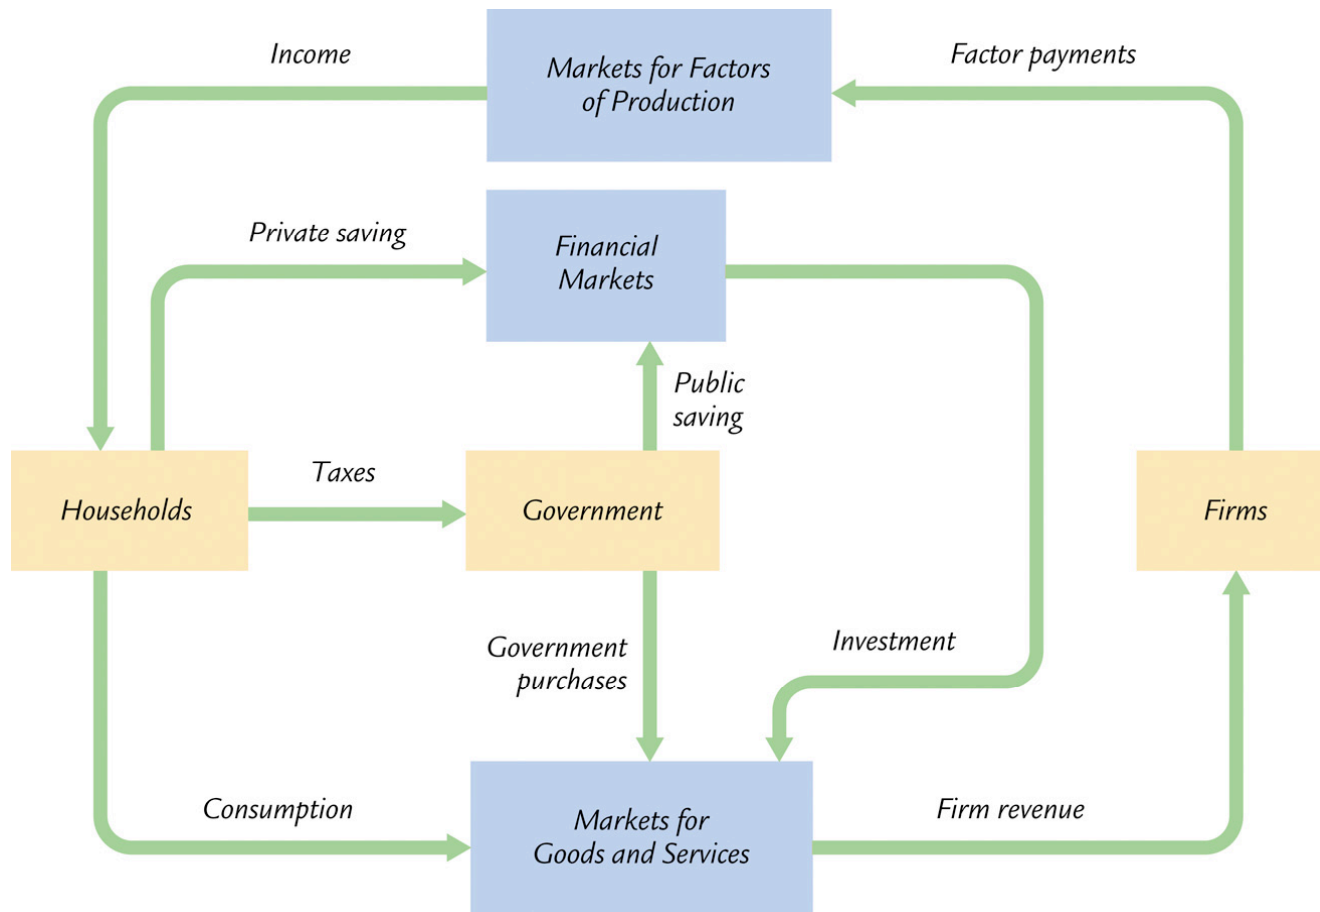 Income
Markets for Factors
of Production
Factor payments
Private saving
Financial
Markets
Public
saving
Households
Taxes
Government
Firms
Government
purchases
Investment
Consumption
Markets for
Goods and Services
Firm revenue